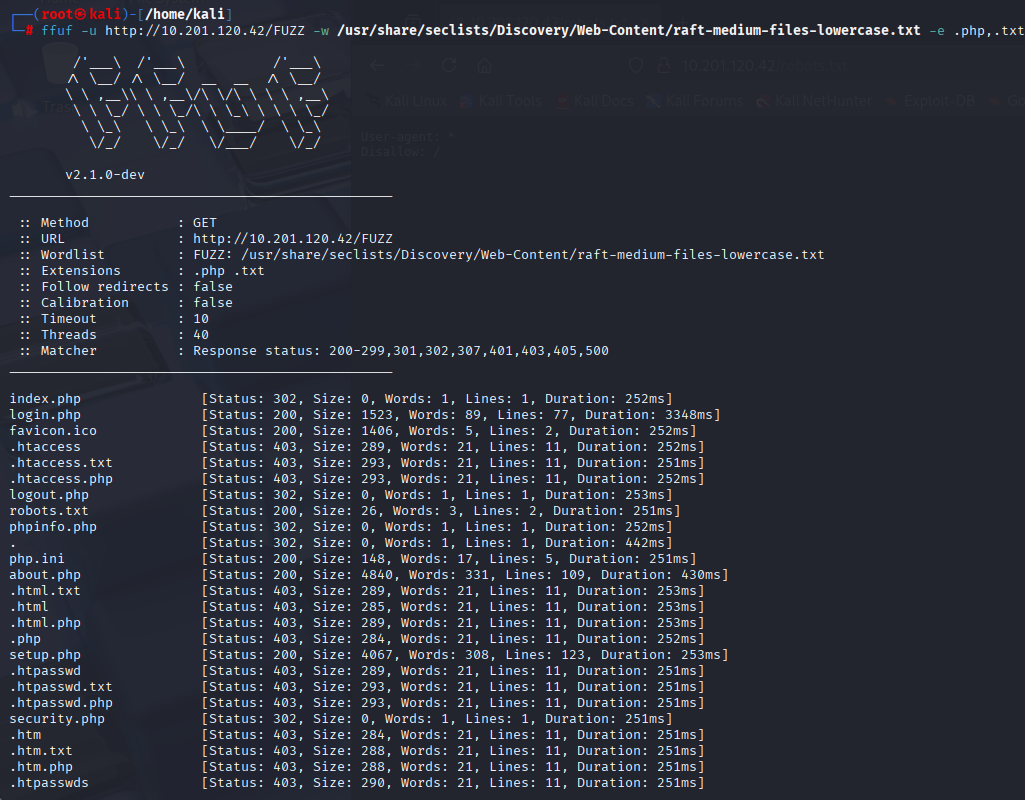 ┌──(root㉿kali)-[/home/kali]
└─# ffuf -u http://10.201.120.42/FUZZ -w /usr/share/seclists/Discovery/Web-Content/raft-medium-files-lowercase.txt -e .php,.txt
v2.1.0-dev
:: Method : GET
:: URL : http://10.201.120.42/FUZZ
:: Wordlist : FUZZ: /usr/share/seclists/Discovery/Web-Content/raft-medium-files-lowercase.txt
:: Extensions : .php .txt
:: Follow redirects : false
:: Calibration : false
:: Timeout : 10
:: Threads : 40
:: Matcher : Response status: 200-299,301,302,307,401,403,405,500
index.php [Status: 302, Size: 0, Words: 1, Lines: 1, Duration: 252ms]
login.php [Status: 200, Size: 1523, Words: 89, Lines: 77, Duration: 3348ms]
favicon.ico [Status: 200, Size: 1406, Words: 5, Lines: 2, Duration: 252ms]
.htaccess [Status: 403, Size: 289, Words: 21, Lines: 11, Duration: 252ms]
.htaccess.txt [Status: 403, Size: 293, Words: 21, Lines: 11, Duration: 251ms]
.htaccess.php [Status: 403, Size: 293, Words: 21, Lines: 11, Duration: 252ms]
logout.php [Status: 302, Size: 0, Words: 1, Lines: 1, Duration: 253ms]
robots.txt [Status: 200, Size: 26, Words: 3, Lines: 2, Duration: 251ms]
phpinfo.php [Status: 302, Size: 0, Words: 1, Lines: 1, Duration: 252ms]
. [Status: 302, Size: 0, Words: 1, Lines: 1, Duration: 442ms]
php.ini [Status: 200, Size: 148, Words: 17, Lines: 5, Duration: 251ms]
about.php [Status: 200, Size: 4840, Words: 331, Lines: 109, Duration: 430ms]
.html.txt [Status: 403, Size: 289, Words: 21, Lines: 11, Duration: 253ms]
.html [Status: 403, Size: 285, Words: 21, Lines: 11, Duration: 253ms]
.html.php [Status: 403, Size: 289, Words: 21, Lines: 11, Duration: 253ms]
.php [Status: 403, Size: 284, Words: 21, Lines: 11, Duration: 252ms]
setup.php [Status: 200, Size: 4067, Words: 308, Lines: 123, Duration: 253ms]
.htpasswd [Status: 403, Size: 289, Words: 21, Lines: 11, Duration: 251ms]
.htpasswd.txt [Status: 403, Size: 293, Words: 21, Lines: 11, Duration: 251ms]
.htpasswd.php [Status: 403, Size: 293, Words: 21, Lines: 11, Duration: 251ms]
security.php [Status: 302, Size: 0, Words: 1, Lines: 1, Duration: 251ms]
.htm [Status: 403, Size: 284, Words: 21, Lines: 11, Duration: 251ms]
.htm.txt [Status: 403, Size: 288, Words: 21, Lines: 11, Duration: 251ms]
.htm.php [Status: 403, Size: 288, Words: 21, Lines: 11, Duration: 251ms]
.htpasswds [Status: 403, Size: 290, Words: 21, Lines: 11, Duration: 251ms]
Kali Linux Kali Tools Kali Docs Kali Forums Kali NetHunter Exploit-DB
User-agent: *
Disallow: /